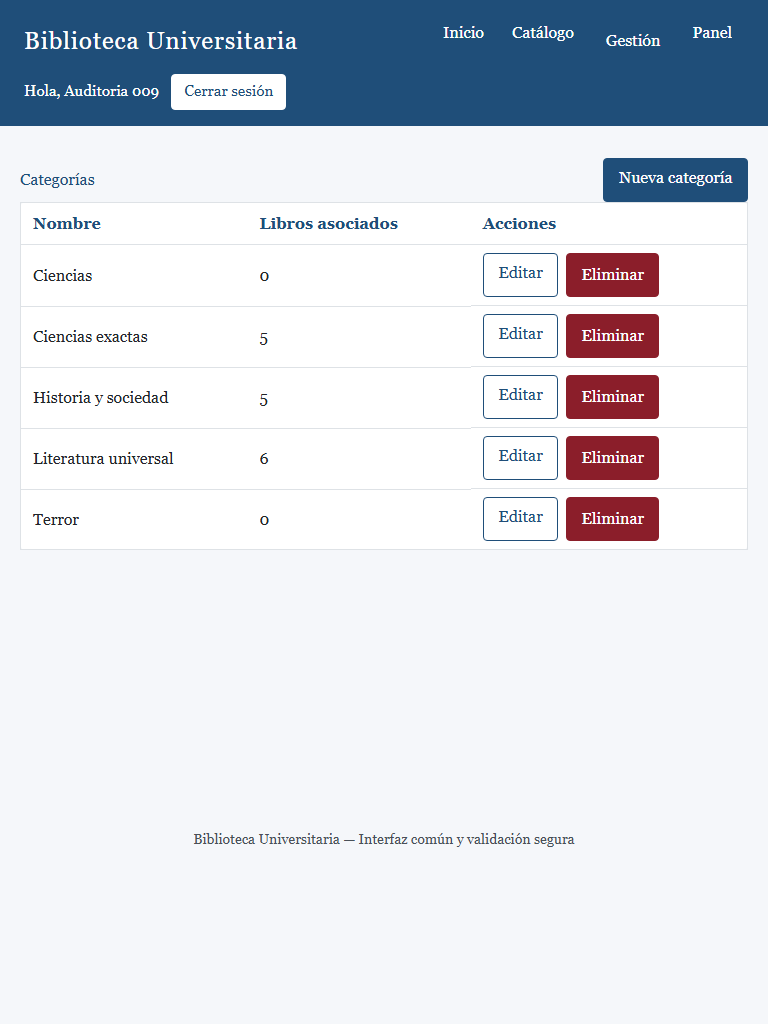 Biblioteca Universitaria
Inicio Catálogo Gestión Panel
Hola, Auditoria 009 Cerrar sesión
Categorías Nueva categoría
Nombre Libros asociados Acciones
Ciencias 0 Editar Eliminar
Ciencias exactas 5 Editar Eliminar
Historia y sociedad 5 Editar Eliminar
Literatura universal 6 Editar Eliminar
Terror 0 Editar Eliminar
Biblioteca Universitaria — Interfaz común y validación segura